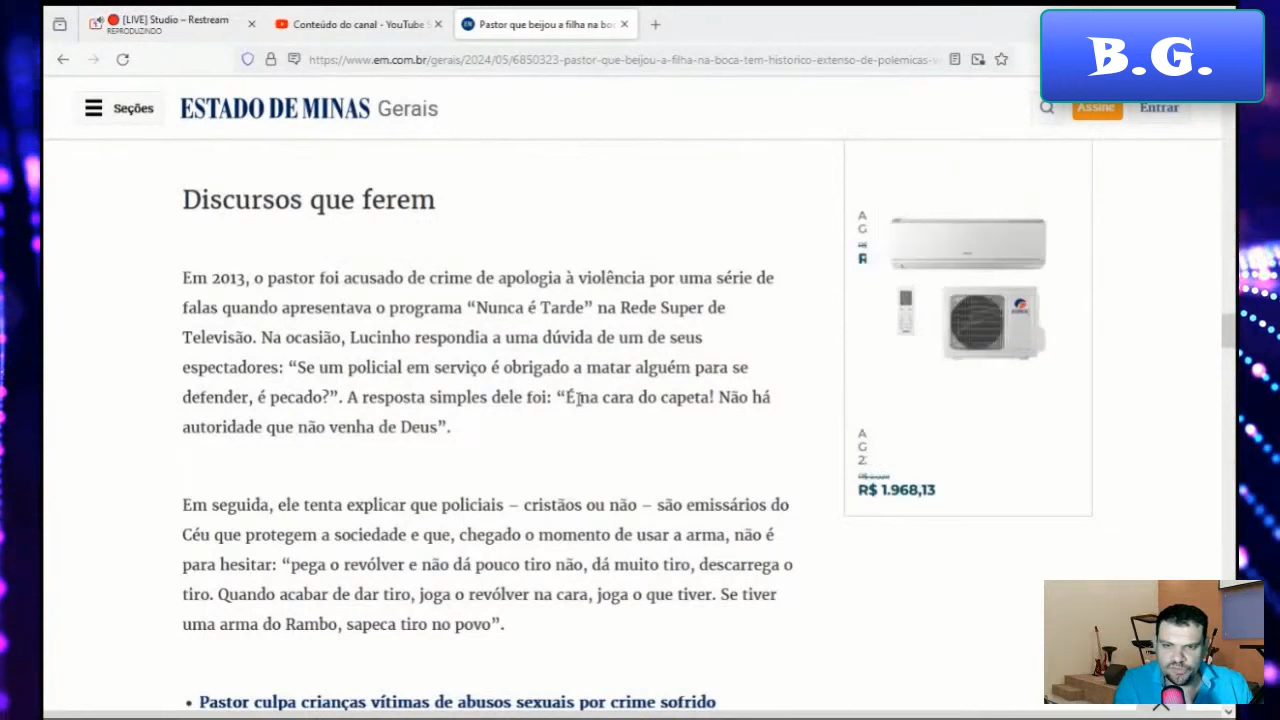 [LIVE] Studio – Restream
REPRODUZINDO
Conteúdo do canal - YouTube S
Pastor que beijou a filha na boc
B.G.
https://www.em.com.br/gerais/2024/05/6850323-pastor-que-beijou-a-filha-na-boca-tem-historico-extenso-de-polemicas-v
Seções
ESTADO DE MINAS Gerais
Assine
Entrar
Discursos que ferem
Em 2013, o pastor foi acusado de crime de apologia à violência por uma série de
falas quando apresentava o programa “Nunca é Tarde” na Rede Super de
Televisão. Na ocasião, Lucinho respondia a uma dúvida de um de seus
espectadores: “Se um policial em serviço é obrigado a matar alguém para se
defender, é pecado?”. A resposta simples dele foi: “É na cara do capeta! Não há
autoridade que não venha de Deus”.
Em seguida, ele tenta explicar que policiais – cristãos ou não – são emissários do
Céu que protegem a sociedade e que, chegado o momento de usar a arma, não é
para hesitar: “pega o revólver e não dá pouco tiro não, dá muito tiro, descarrega o
tiro. Quando acabar de dar tiro, joga o revólver na cara, joga o que tiver. Se tiver
uma arma do Rambo, sapeca tiro no povo”.
• Pastor culpa crianças vítimas de abusos sexuais por crime sofrido
A
G
R
A
G
2
R$ 1.968,13